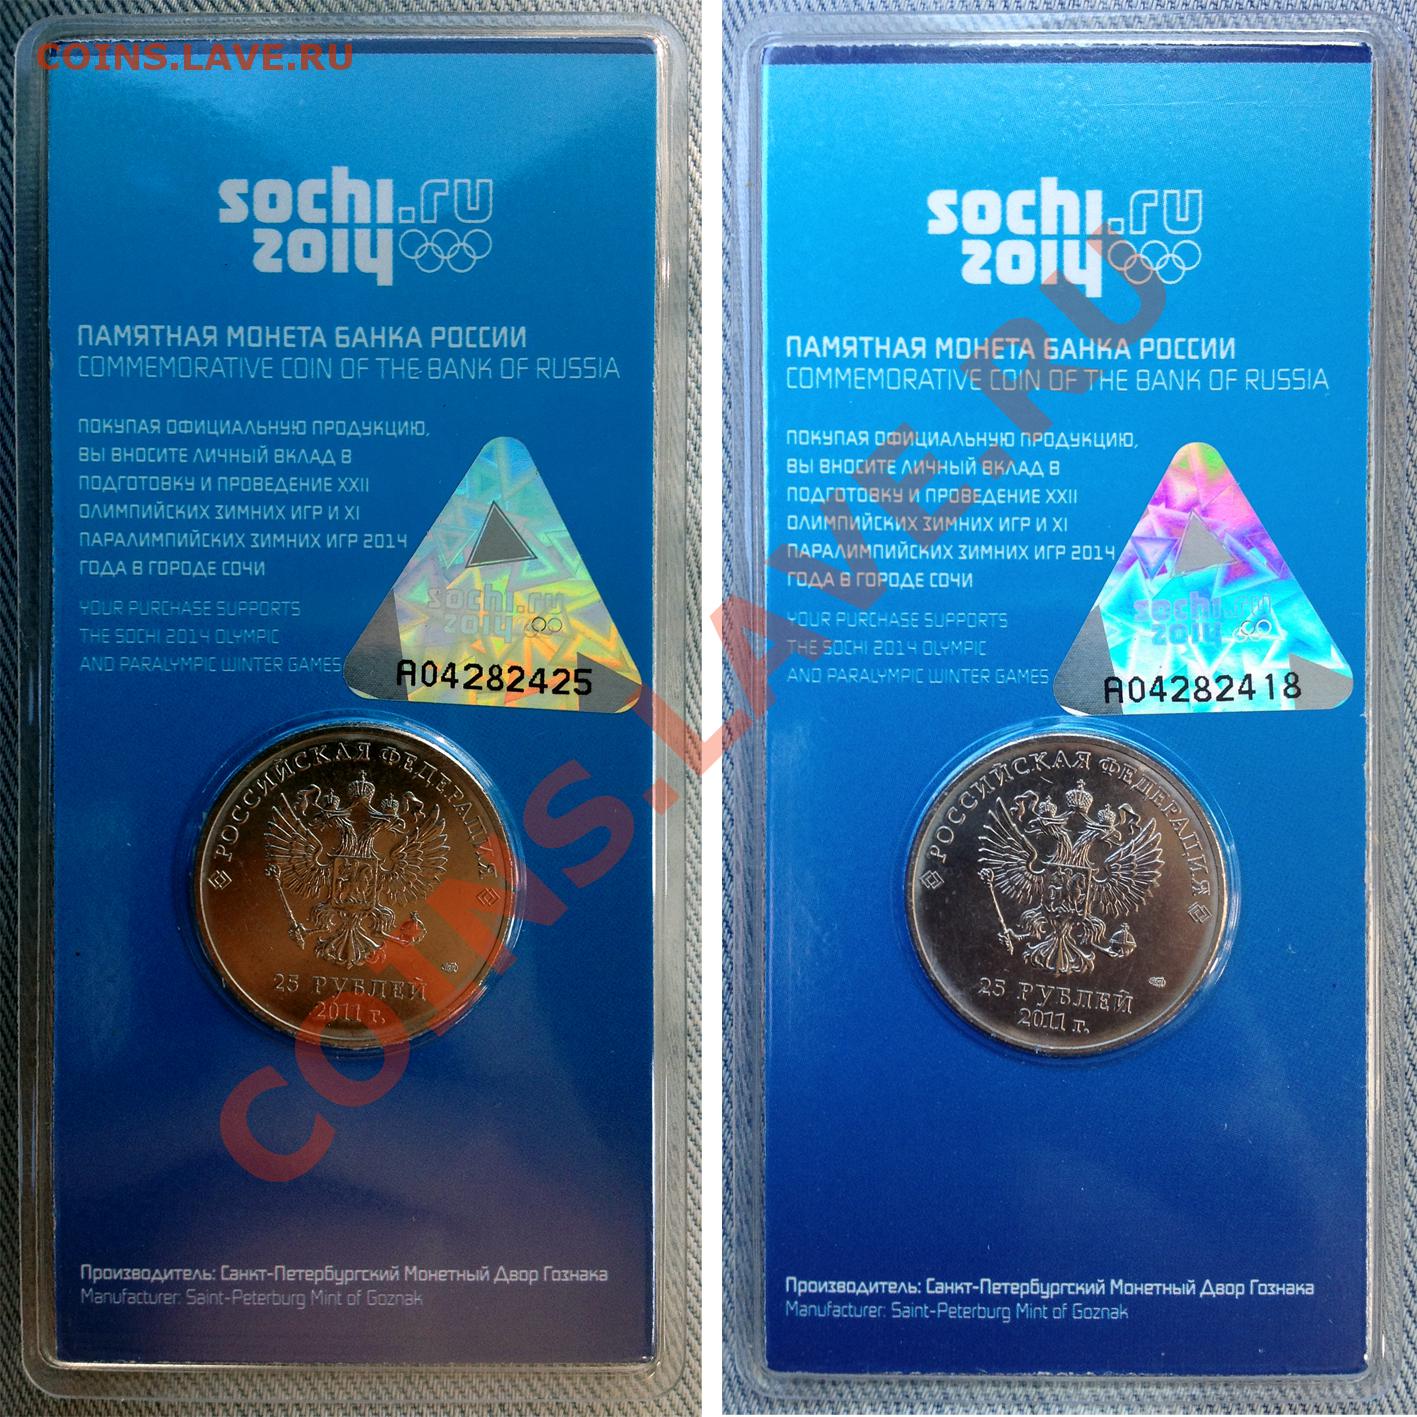 COINS.LAVE.RU
sochi.ru
2014
ПАМЯТНАЯ МОНЕТА БАНКА РОССИИ
COMMEMORATIVE COIN OF THE BANK OF RUSSIA
ПОКУПАЯ ОФИЦИАЛЬНУЮ ПРОДУКЦИЮ,
ВЫ ВНОСИТЕ ЛИЧНЫЙ ВКЛАД В
ПОДГОТОВКУ И ПРОВЕДЕНИЕ XXII
ОЛИМПИЙСКИХ ЗИМНИХ ИГР И XI
ПАРАЛИМПИЙСКИХ ЗИМНИХ ИГР 2014
ГОДА В ГОРОДЕ СОЧИ
YOUR PURCHASE SUPPORTS
THE SOCHI 2014 OLYMPIC
AND PARALYMPIC WINTER GAMES
sochi.ru
2014
A04282425
РОССИЙСКАЯ ФЕДЕРАЦИЯ
25 РУБЛЕЙ
2011 г.
Производитель: Санкт-Петербургский Монетный Двор Гознака
Manufacturer: Saint-Peterburg Mint of Goznak
sochi.ru
2014
ПАМЯТНАЯ МОНЕТА БАНКА РОССИИ
COMMEMORATIVE COIN OF THE BANK OF RUSSIA
ПОКУПАЯ ОФИЦИАЛЬНУЮ ПРОДУКЦИЮ,
ВЫ ВНОСИТЕ ЛИЧНЫЙ ВКЛАД В
ПОДГОТОВКУ И ПРОВЕДЕНИЕ XXII
ОЛИМПИЙСКИХ ЗИМНИХ ИГР И XI
ПАРАЛИМПИЙСКИХ ЗИМНИХ ИГР 2014
ГОДА В ГОРОДЕ СОЧИ
YOUR PURCHASE SUPPORTS
THE SOCHI 2014 OLYMPIC
AND PARALYMPIC WINTER GAMES
sochi.ru
2014
A04282418
РОССИЙСКАЯ ФЕДЕРАЦИЯ
25 РУБЛЕЙ
2011 г.
Производитель: Санкт-Петербургский Монетный Двор Гознака
Manufacturer: Saint-Peterburg Mint of Goznak
COINS.LAVE.RU